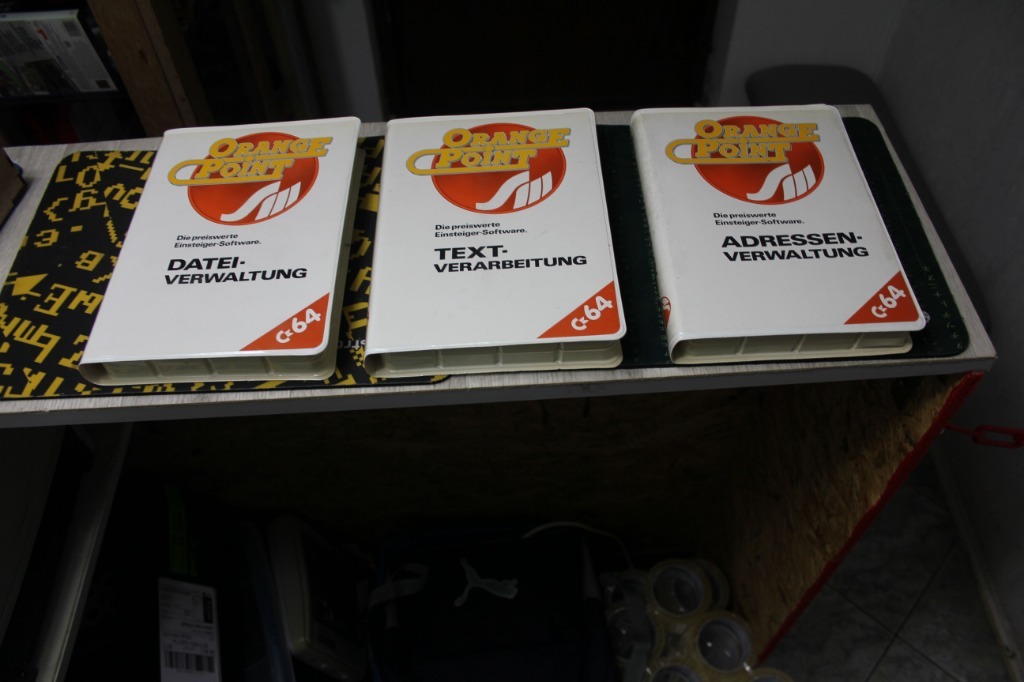 ORANGE
POINT
Die preiswerte
Einsteiger-Software.
DATEI-
VERWALTUNG
C=64
ORANGE
POINT
Die preiswerte
Einsteiger-Software.
TEXT-
VERARBEITUNG
C=64
ORANGE
POINT
Die preiswerte
Einsteiger-Software.
ADRESSEN-
VERWALTUNG
C=64